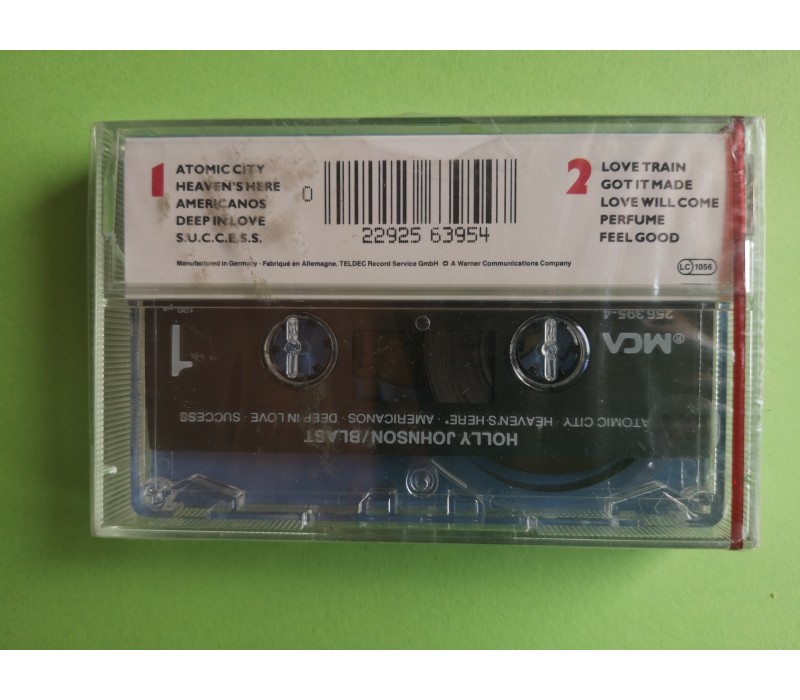 1
ATOMIC CITY
HEAVEN'S HERE
AMERICANOS
DEEP IN LOVE
S.U.C.C.E.S.S.
0
22925 63954
2
LOVE TRAIN
GOT IT MADE
LOVE WILL COME
PERFUME
FEEL GOOD
Manufactured in Germany · Fabriqué en Allemagne. TELDEC Record Service GmbH © A Warner Communications Company
LC 1056
256 395-4
®MCA
1
ATOMIC CITY · HEAVEN'S HERE* · AMERICANOS · DEEP IN LOVE · SUCCESS
HOLLY JOHNSON/BLAST